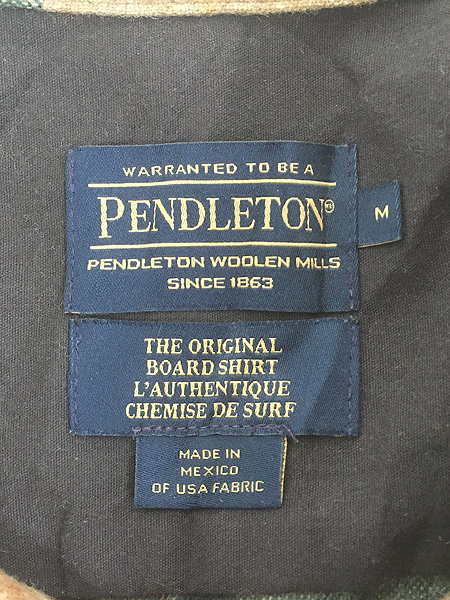 WARRANTED TO BE A
PENDLETON®
M
PENDLETON WOOLEN MILLS
SINCE 1863
THE ORIGINAL
BOARD SHIRT
L'AUTHENTIQUE
CHEMISE DE SURF
MADE IN
MEXICO
OF USA FABRIC